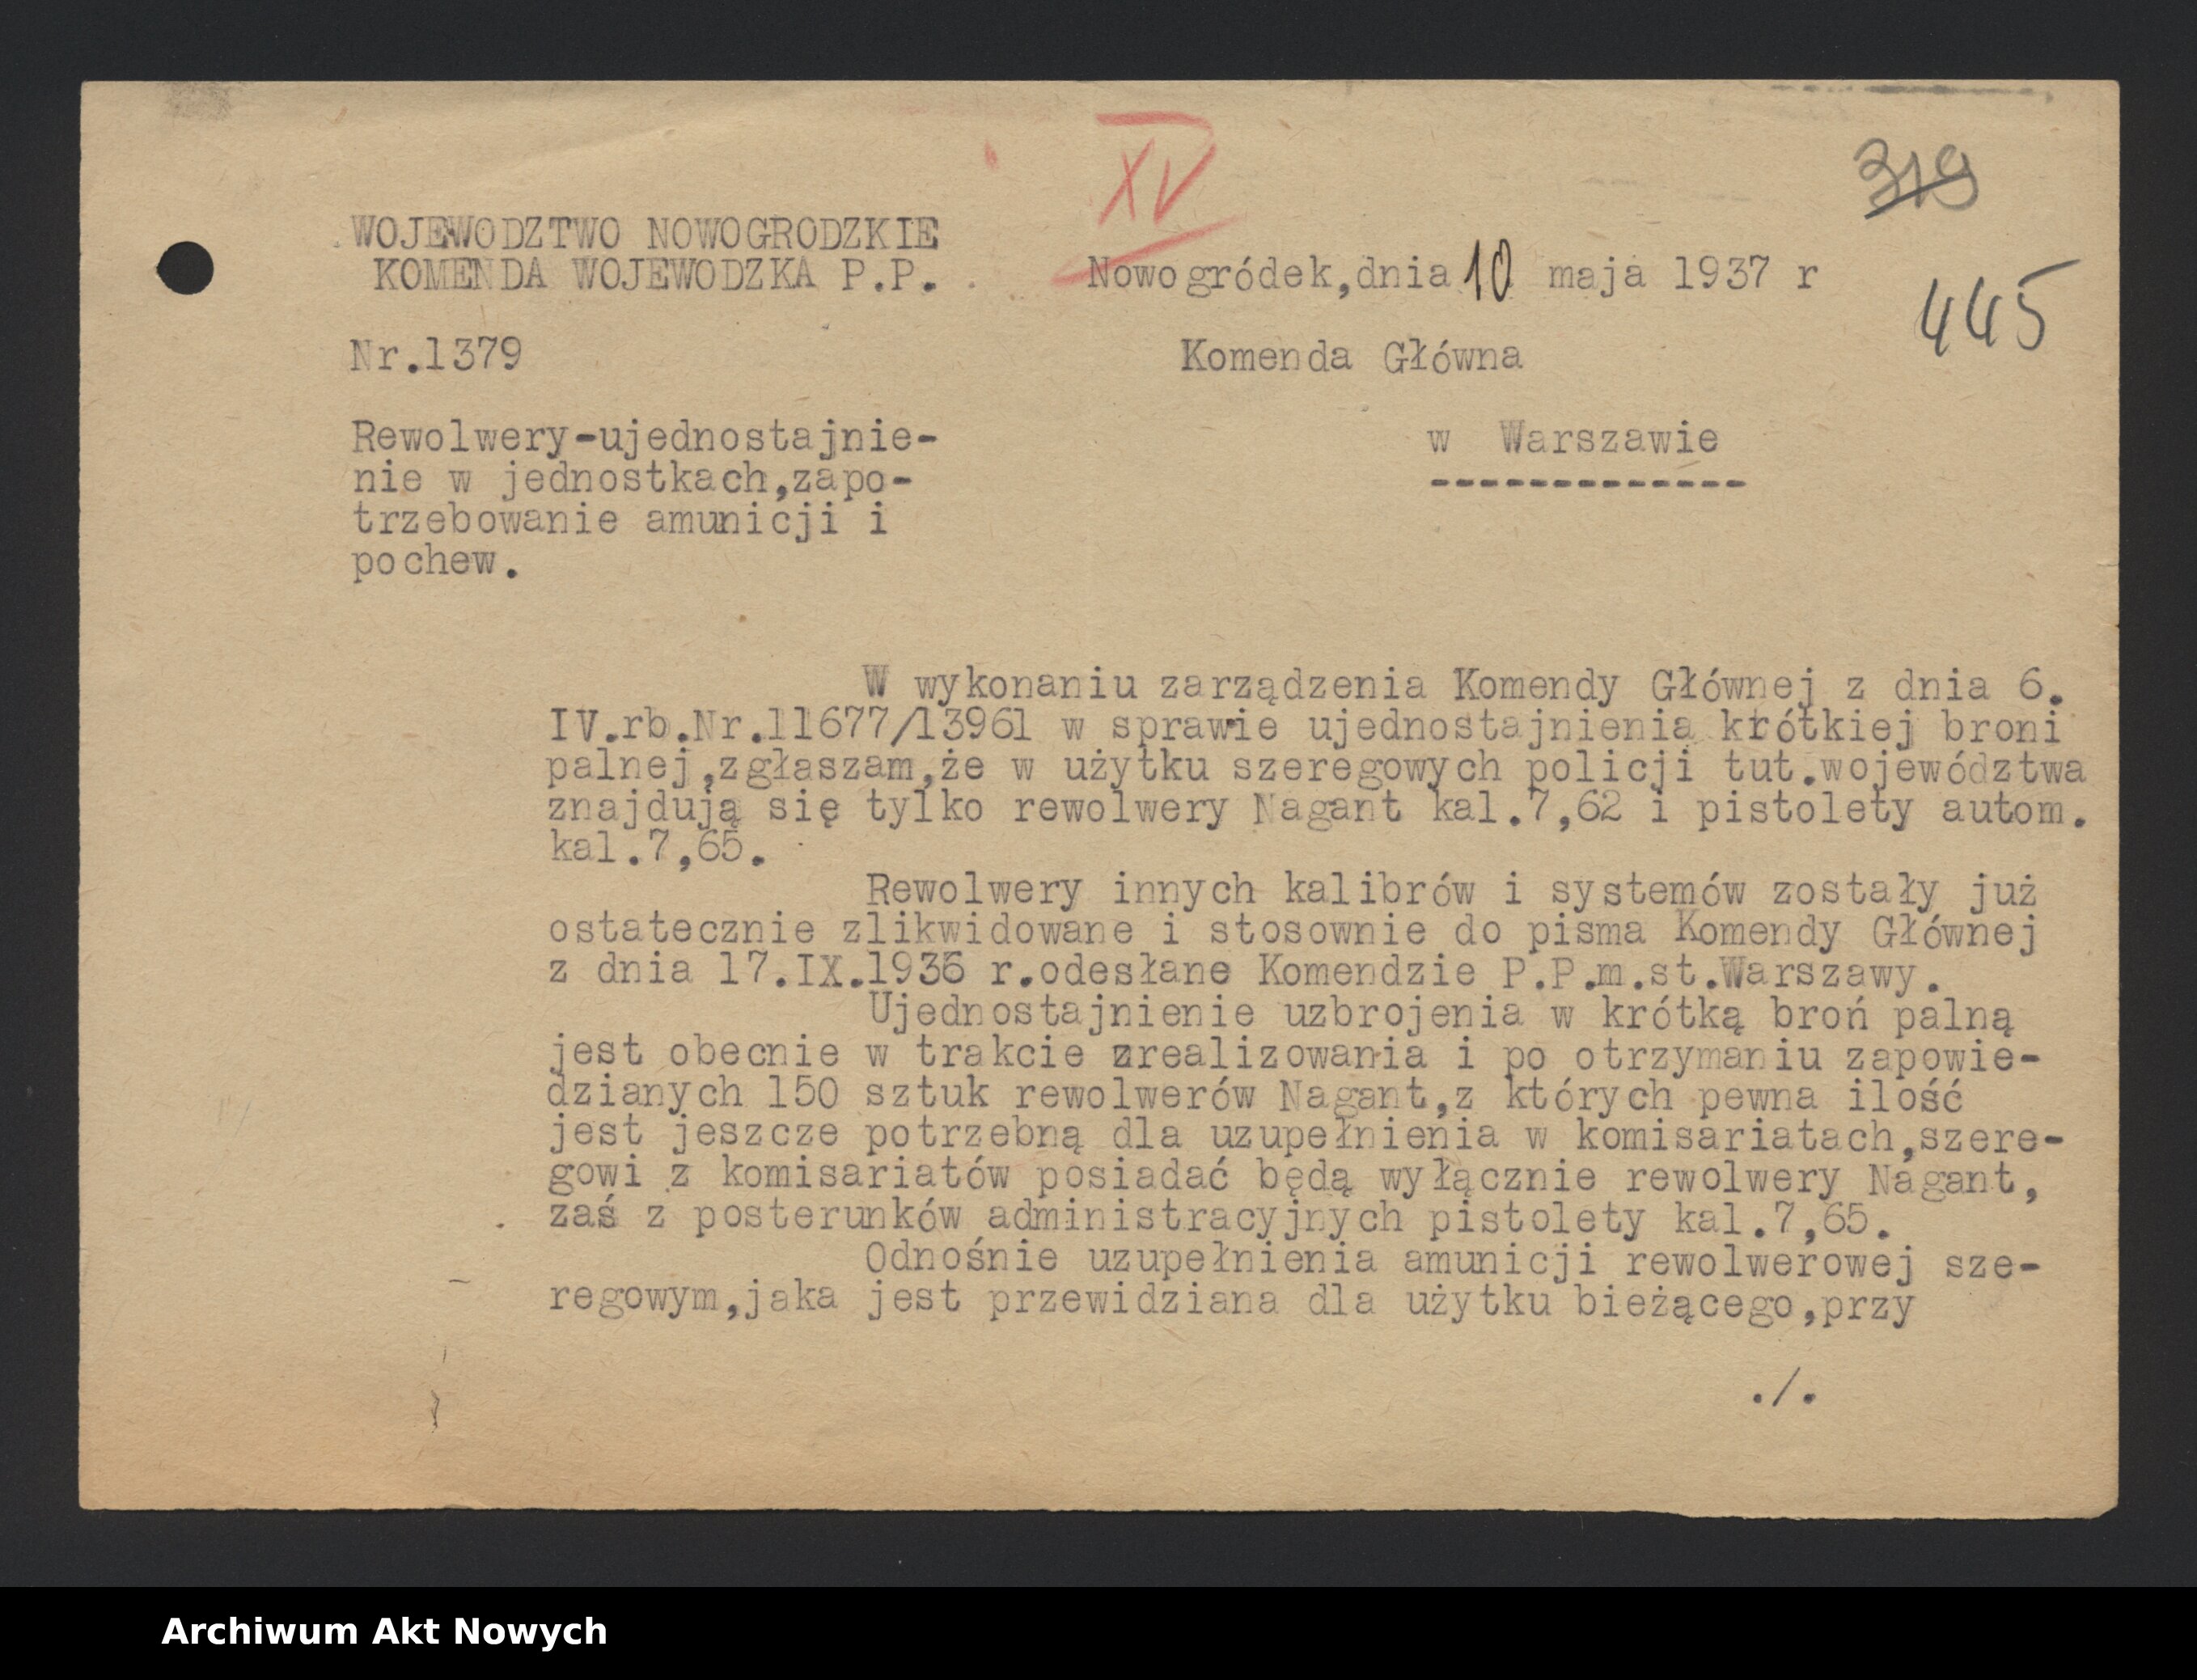 XV
319
WOJEWODZTWO NOWOGRODZKIE
KOMENDA WOJEWODZKA P.P.
Nowogródek,dnia 10 maja 1937 r
445
Nr.1379
Komenda Główna
Rewolwery-ujednostajnie-
nie w jednostkach,zapo-
trzebowanie amunicji i
pochew.
w Warszawie
-------------
W wykonaniu zarządzenia Komendy Głównej z dnia 6.
IV.rb.Nr.11677/13961 w sprawie ujednostajnienia krótkiej broni
palnej,zgłaszam,że w użytku szeregowych policji tut.województwa
znajdują się tylko rewolwery Nagant kal.7,62 i pistolety autom.
kal.7,65.
Rewolwery innych kalibrów i systemów zostały już
ostatecznie zlikwidowane i stosownie do pisma Komendy Głównej
z dnia 17.IX.1936 r.odesłane Komendzie P.P.m.st.Warszawy.
Ujednostajnienie uzbrojenia w krótką broń palną
jest obecnie w trakcie zrealizowania i po otrzymaniu zapowie-
dzianych 150 sztuk rewolwerów Nagant,z których pewna ilość
jest jeszcze potrzebną dla uzupełnienia w komisariatach,szere-
gowi z komisariatów posiadać będą wyłącznie rewolwery Nagant,
zaś z posterunków administracyjnych pistolety kal.7,65.
Odnośnie uzupełnienia amunicji rewolwerowej sze-
regowym,jaka jest przewidziana dla użytku bieżącego,przy
./.
Archiwum Akt Nowych